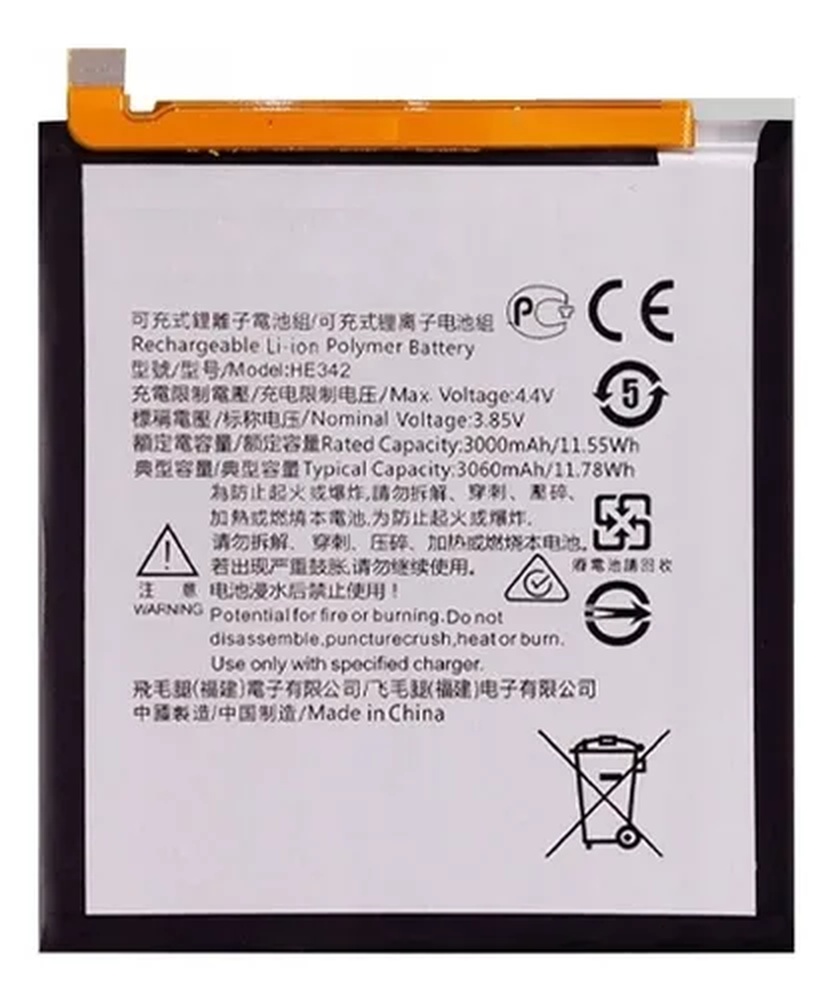 可充式鋰離子電池組/可充式锂离子电池組
Rechargeable Li-ion Polymer Battery
型號/型号/Model:HE342
充電限制電壓/充电限制电压/Max. Voltage:4.4V
標稱電壓/标称电压/Nominal Voltage:3.85V
額定電容量/额定容量Rated Capacity:3000mAh/11.55Wh
典型容量/典型容量Typical Capacity:3060mAh/11.78Wh
為防止起火或爆炸,請勿拆解、穿刺、壓碎、
加熱或燃燒本電池,为防止起火或爆炸.
请勿拆解、穿刺、压碎、加热或燃烧本电池。
若出现严重鼓胀,请勿继续使用。
电池浸水后禁止使用！
注 意
WARNING
Potential for fire or burning.Do not
disassemble,puncturecrush,heat or burn.
Use only with specified charger.
飛毛腿(福建)電子有限公司/飞毛腿(福建)电子有限公司
中國製造/中国制造/Made in China
PC
CE
5
廢電池請回收